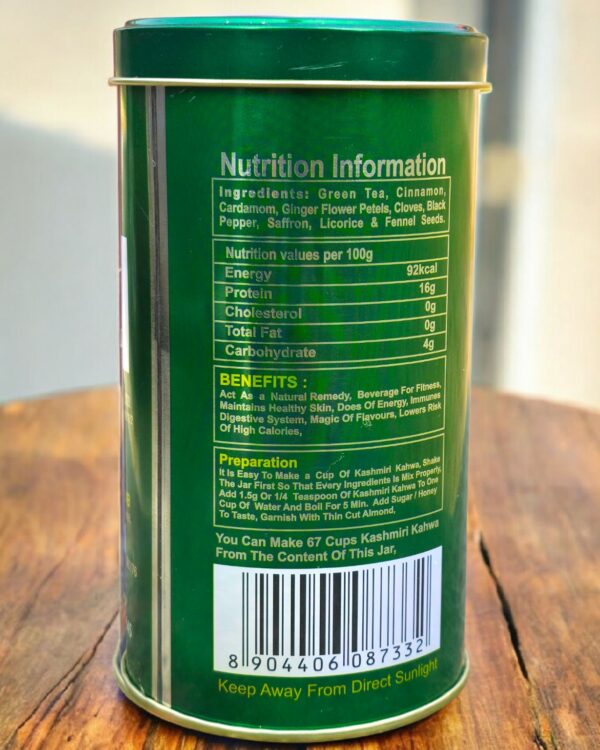 Nutrition Information
Ingredients: Green Tea, Cinnamon,
Cardamom, Ginger Flower Petels, Cloves, Black
Pepper, Saffron, Licorice & Fennel Seeds.
Nutrition values per 100g
Energy 92kcal
Protein 16g
Cholesterol 0g
Total Fat 0g
Carbohydrate 4g
BENEFITS :
Act As a Natural Remedy, Beverage For Fitness,
Maintains Healthy Skin, Does Of Energy, Immunes
Digestive System, Magic Of Flavours, Lowers Risk
Of High Calories,
Preparation
It Is Easy To Make a Cup Of Kashmiri Kahwa, Shake
The Jar First So That Every Ingredients Is Mix Property,
Add 1.5g Or 1/4 Teaspoon Of Kashmiri Kahwa To One
Cup Of Water And Boil For 5 Min. Add Sugar / Honey
To Taste, Garnish With Thin Cut Almond,
You Can Make 67 Cups Kashmiri Kahwa
From The Content Of This Jar,
8 904406 087332
Keep Away From Direct Sunlight